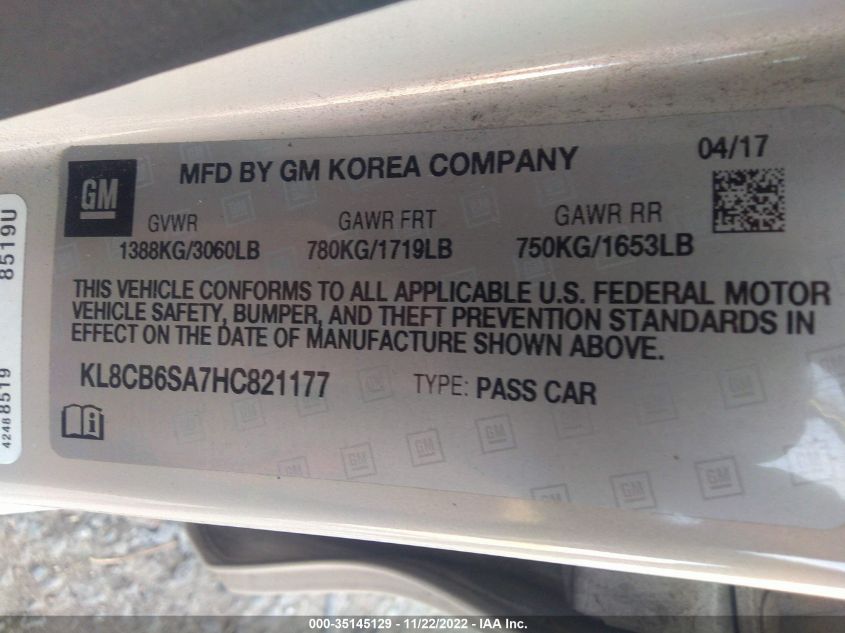 MFD BY GM KOREA COMPANY
04/17
GM
GVWR
GAWR FRT
GAWR RR
1388KG/3060LB
780KG/1719LB
750KG/1653LB
THIS VEHICLE CONFORMS TO ALL APPLICABLE U.S. FEDERAL MOTOR
VEHICLE SAFETY, BUMPER, AND THEFT PREVENTION STANDARDS IN
EFFECT ON THE DATE OF MANUFACTURE SHOWN ABOVE.
KL8CB6SA7HC821177
TYPE: PASS CAR
8519U
42488519
000-35145129 - 11/22/2022 - IAA Inc.